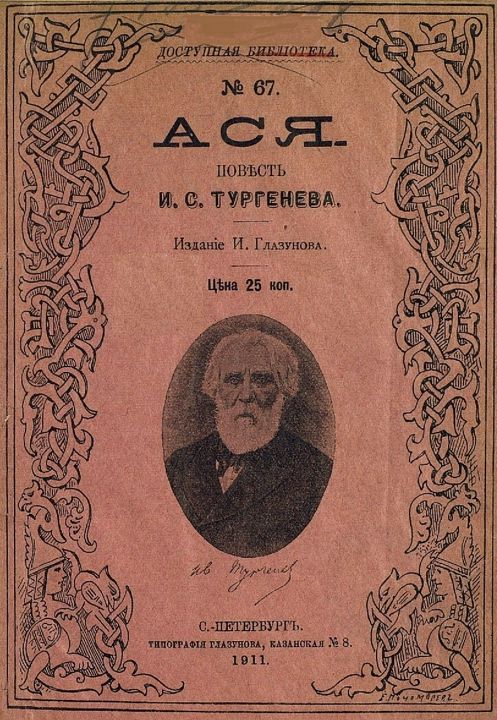 ДОСТУПНАЯ БИБЛІОТЕКА.
№ 67.
АСЯ.
ПОВѢСТЬ
И. С. ТУРГЕНЕВА.
Изданіе И. Глазунова.
Цѣна 25 коп.
Ив Тургенев
С.-ПЕТЕРБУРГЪ.
ТИПОГРАФІЯ ГЛАЗУНОВА, КАЗАНСКАЯ № 8.
1911.
Е. Пономаревъ